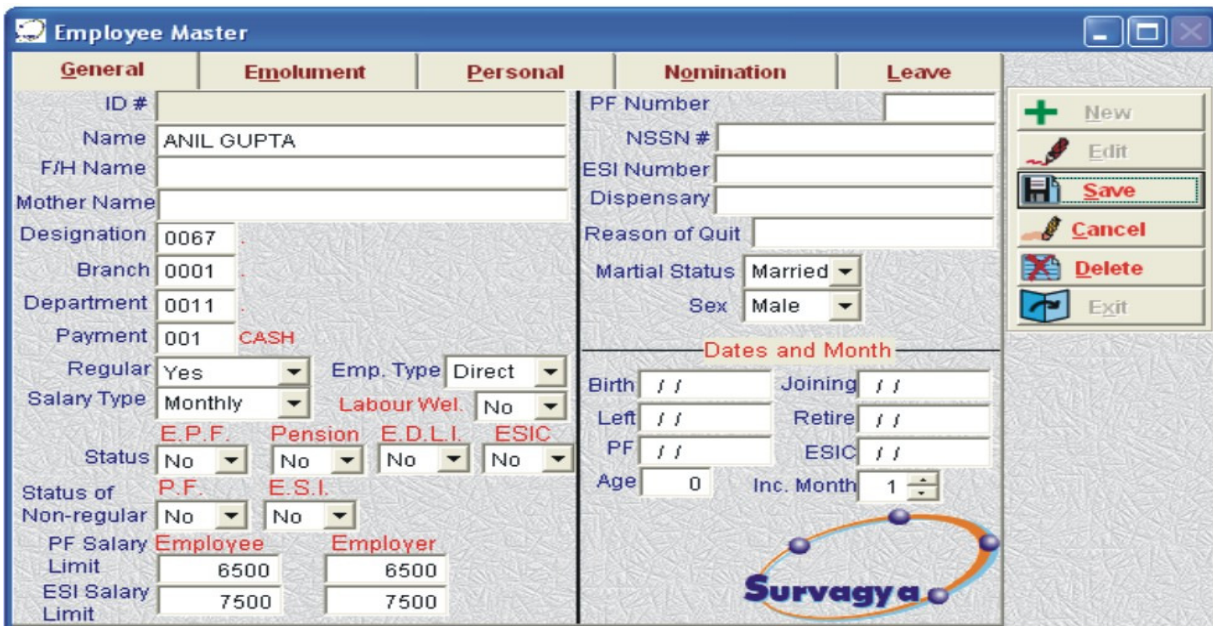 Employee Master
General Emolument Personal Nomination Leave
ID #
Name ANIL GUPTA
F/H Name
Mother Name
Designation 0067 .
Branch 0001 .
Department 0011 .
Payment 001 CASH
Regular Yes Emp. Type Direct
Salary Type Monthly Labour Wel. No
E.P.F. Pension E.D.L.I. ESIC
Status No No No No
P.F. E.S.I.
Status of
Non-regular No No
PF Salary Employee Employer
Limit 6500 6500
ESI Salary
Limit 7500 7500
PF Number
NSSN #
ESI Number
Dispensary
Reason of Quit
Martial Status Married
Sex Male
Dates and Month
Birth / / Joining / /
Left / / Retire / /
PF / / ESIC / /
Age 0 Inc. Month 1
Survagya
New
Edit
Save
Cancel
Delete
Exit